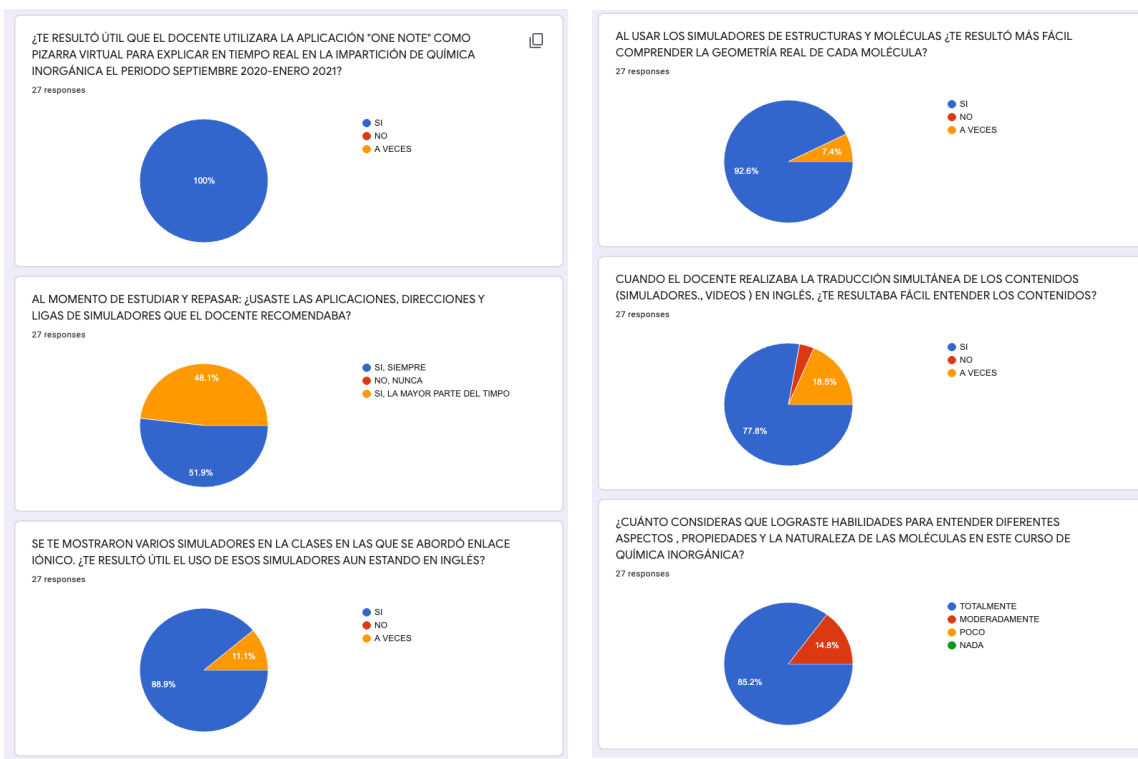 ¿TE RESULTÓ ÚTIL QUE EL DOCENTE UTILIZARA LA APLICACIÓN "ONE NOTE" COMO
PIZARRA VIRTUAL PARA EXPLICAR EN TIEMPO REAL EN LA IMPARTICIÓN DE QUÍMICA
INORGÁNICA EL PERIODO SEPTIEMBRE 2020-ENERO 2021?
27 responses
SI
NO
A VECES
100%
AL MOMENTO DE ESTUDIAR Y REPASAR: ¿USASTE LAS APLICACIONES, DIRECCIONES Y
LIGAS DE SIMULADORES QUE EL DOCENTE RECOMENDABA?
27 responses
SI, SIEMPRE
NO, NUNCA
SI, LA MAYOR PARTE DEL TIMPO
48.1%
51.9%
SE TE MOSTRARON VARIOS SIMULADORES EN LA CLASES EN LAS QUE SE ABORDÓ ENLACE
IÓNICO. ¿TE RESULTÓ ÚTIL EL USO DE ESOS SIMULADORES AUN ESTANDO EN INGLÉS?
27 responses
SI
NO
A VECES
11.1%
88.9%
AL USAR LOS SIMULADORES DE ESTRUCTURAS Y MOLÉCULAS ¿TE RESULTÓ MÁS FÁCIL
COMPRENDER LA GEOMETRÍA REAL DE CADA MOLÉCULA?
27 responses
SI
NO
A VECES
7.4%
92.6%
CUANDO EL DOCENTE REALIZABA LA TRADUCCIÓN SIMULTÁNEA DE LOS CONTENIDOS
(SIMULADORES., VIDEOS ) EN INGLÉS, ¿TE RESULTABA FÁCIL ENTENDER LOS CONTENIDOS?
27 responses
SI
NO
A VECES
18.5%
77.8%
¿CUÁNTO CONSIDERAS QUE LOGRASTE HABILIDADES PARA ENTENDER DIFERENTES
ASPECTOS , PROPIEDADES Y LA NATURALEZA DE LAS MOLÉCULAS EN ESTE CURSO DE
QUÍMICA INORGÁNICA?
27 responses
TOTALMENTE
MODERADAMENTE
POCO
NADA
14.8%
85.2%